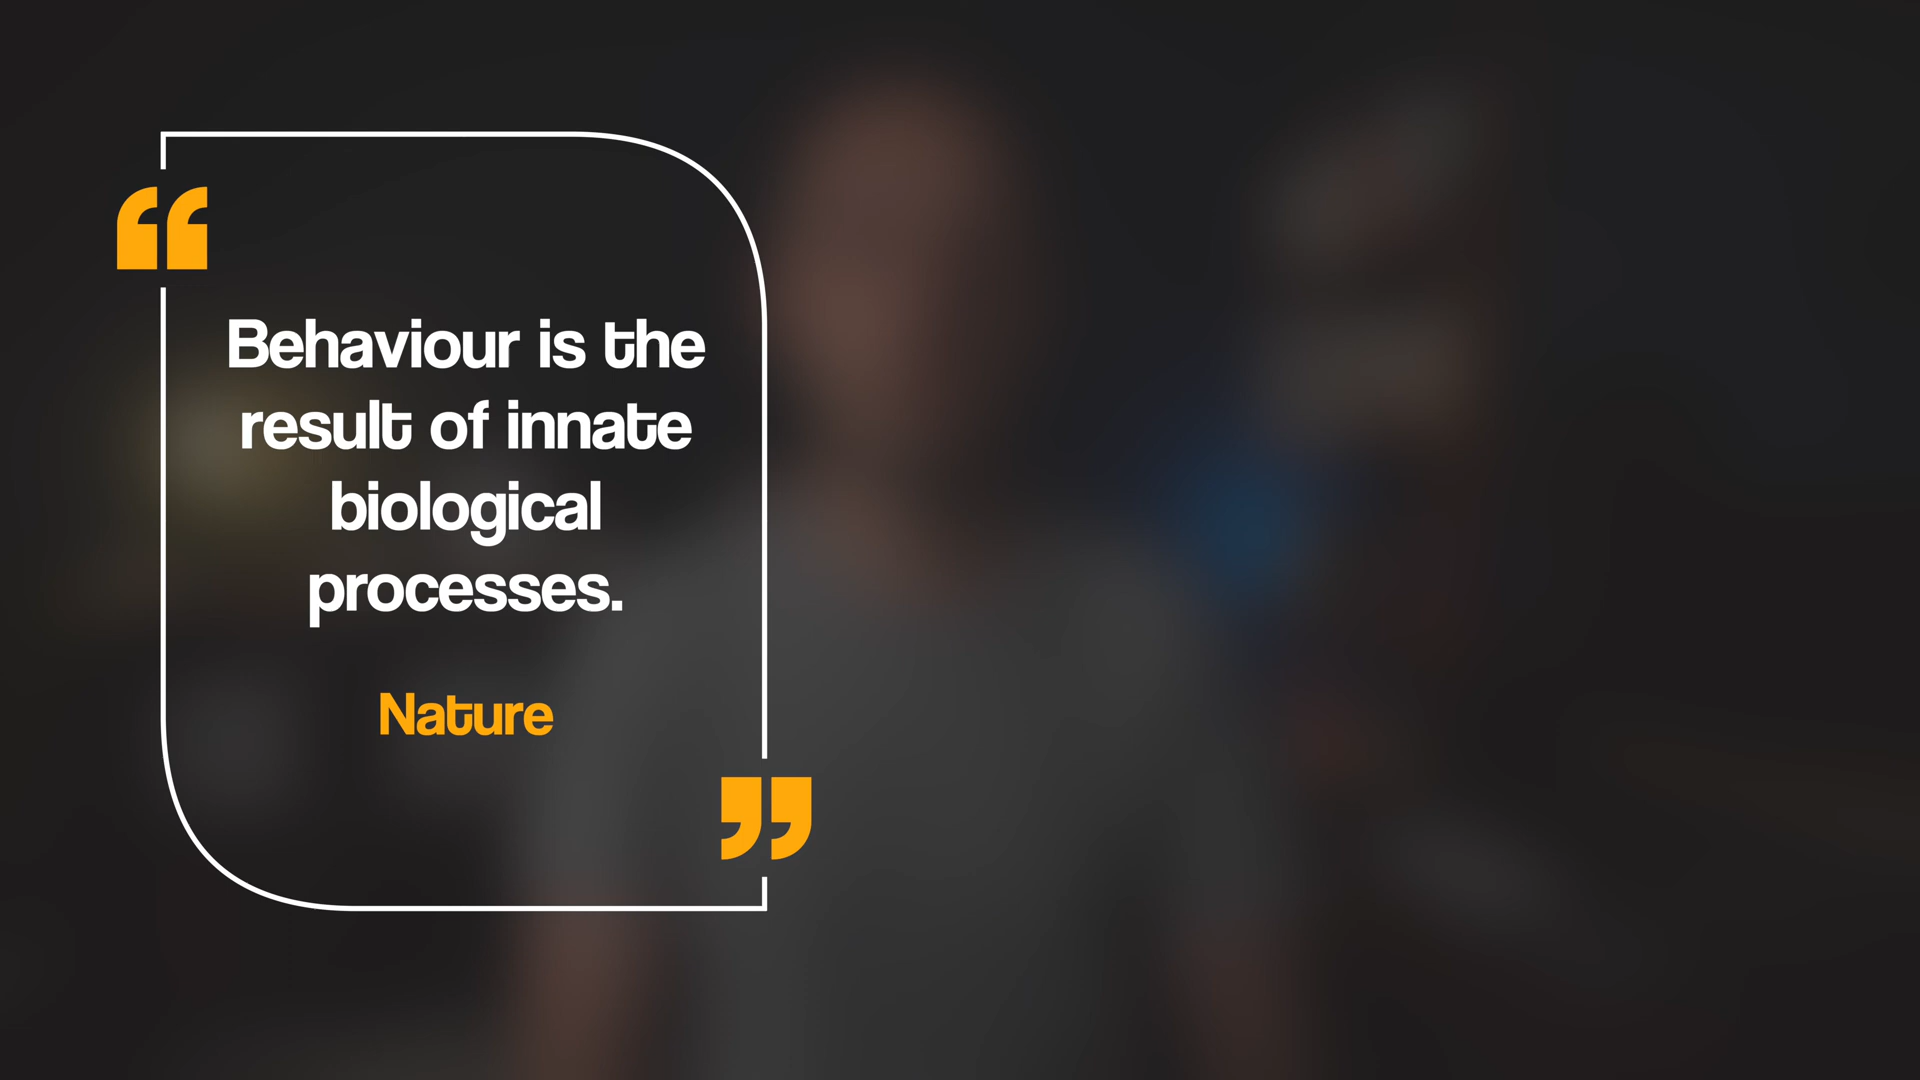 “
Behaviour is the
result of innate
biological
processes.
Nature
”